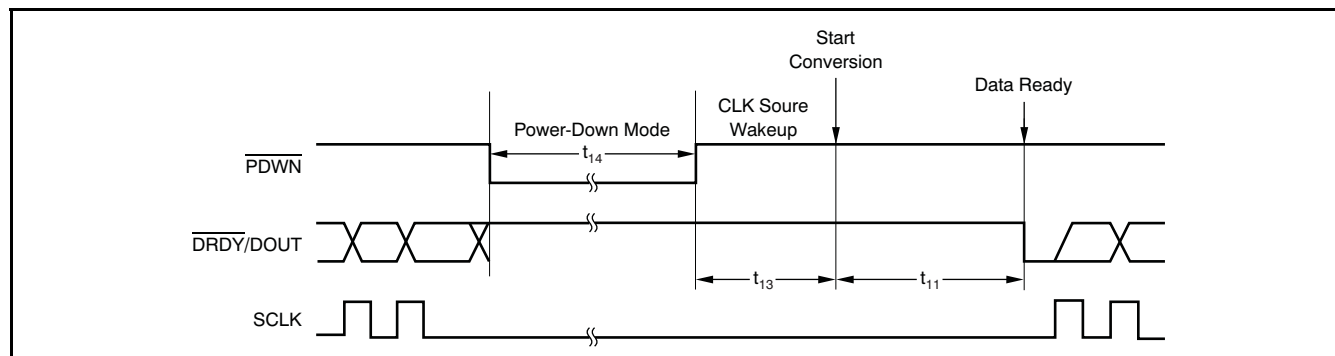 Start
Conversion
Data Ready
CLK Soure
Wakeup
Power-Down Mode
t14
PDWN
DRDY/DOUT
t13
t11
SCLK